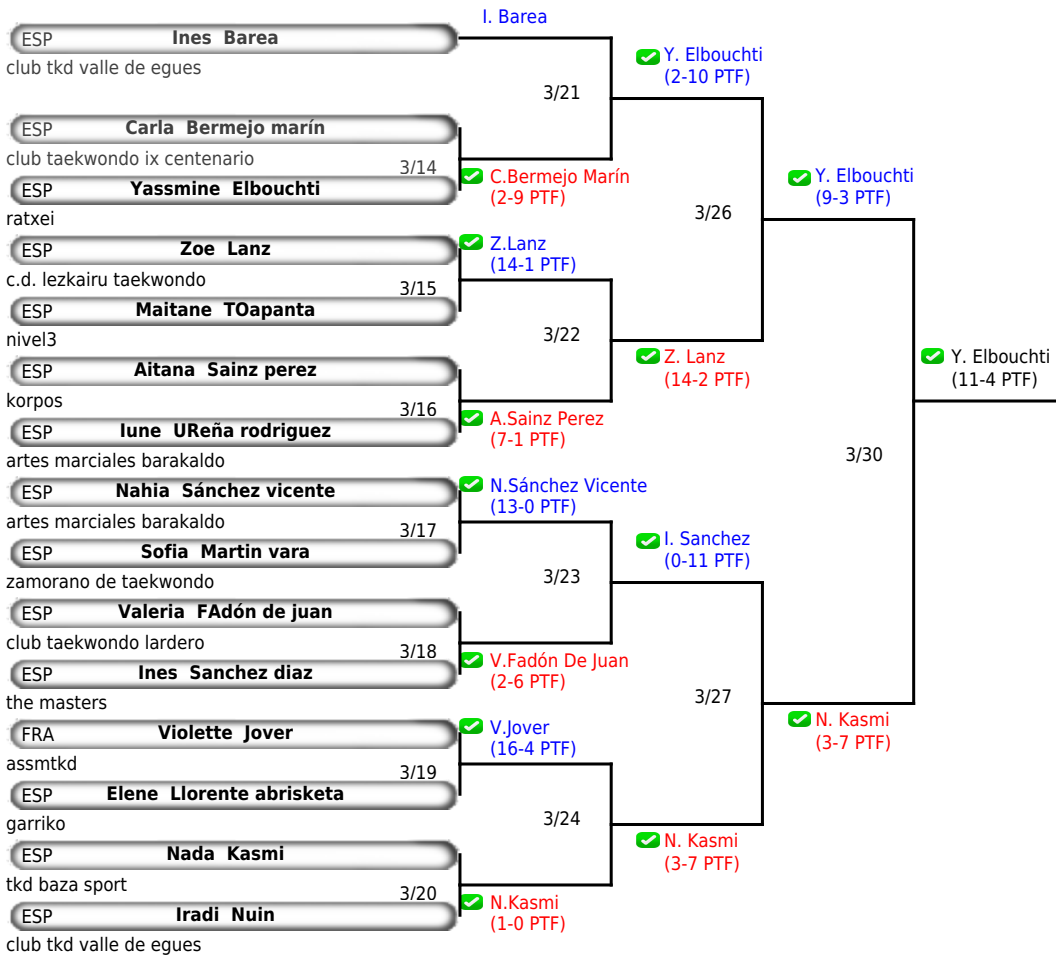 I. Barea
ESP Ines Barea
club tkd valle de egues
Y. Elbouchti
(2-10 PTF)
3/21
ESP Carla Bermejo marín
club taekwondo ix centenario
3/14
C.Bermejo Marín
(2-9 PTF)
Y. Elbouchti
(9-3 PTF)
ESP Yassmine Elbouchti
ratxei
3/26
ESP Zoe Lanz
Z.Lanz
(14-1 PTF)
c.d. lezkairu taekwondo
3/15
ESP Maitane TOapanta
nivel3
3/22
Z. Lanz
(14-2 PTF)
Y. Elbouchti
(11-4 PTF)
ESP Aitana Sainz perez
korpos
3/16
A.Sainz Perez
(7-1 PTF)
ESP Iune UReña rodriguez
artes marciales barakaldo
3/30
ESP Nahia Sánchez vicente
N.Sánchez Vicente
(13-0 PTF)
artes marciales barakaldo
3/17
I. Sanchez
(0-11 PTF)
ESP Sofia Martin vara
zamorano de taekwondo
3/23
ESP Valeria FAdón de juan
club taekwondo lardero
3/18
V.Fadón De Juan
(2-6 PTF)
ESP Ines Sanchez diaz
the masters
3/27
FRA Violette Jover
V.Jover
(16-4 PTF)
N. Kasmi
(3-7 PTF)
assmtkd
3/19
ESP Elene Llorente abrisketa
garriko
3/24
N. Kasmi
(3-7 PTF)
ESP Nada Kasmi
tkd baza sport
3/20
N.Kasmi
(1-0 PTF)
ESP Iradi Nuin
club tkd valle de egues